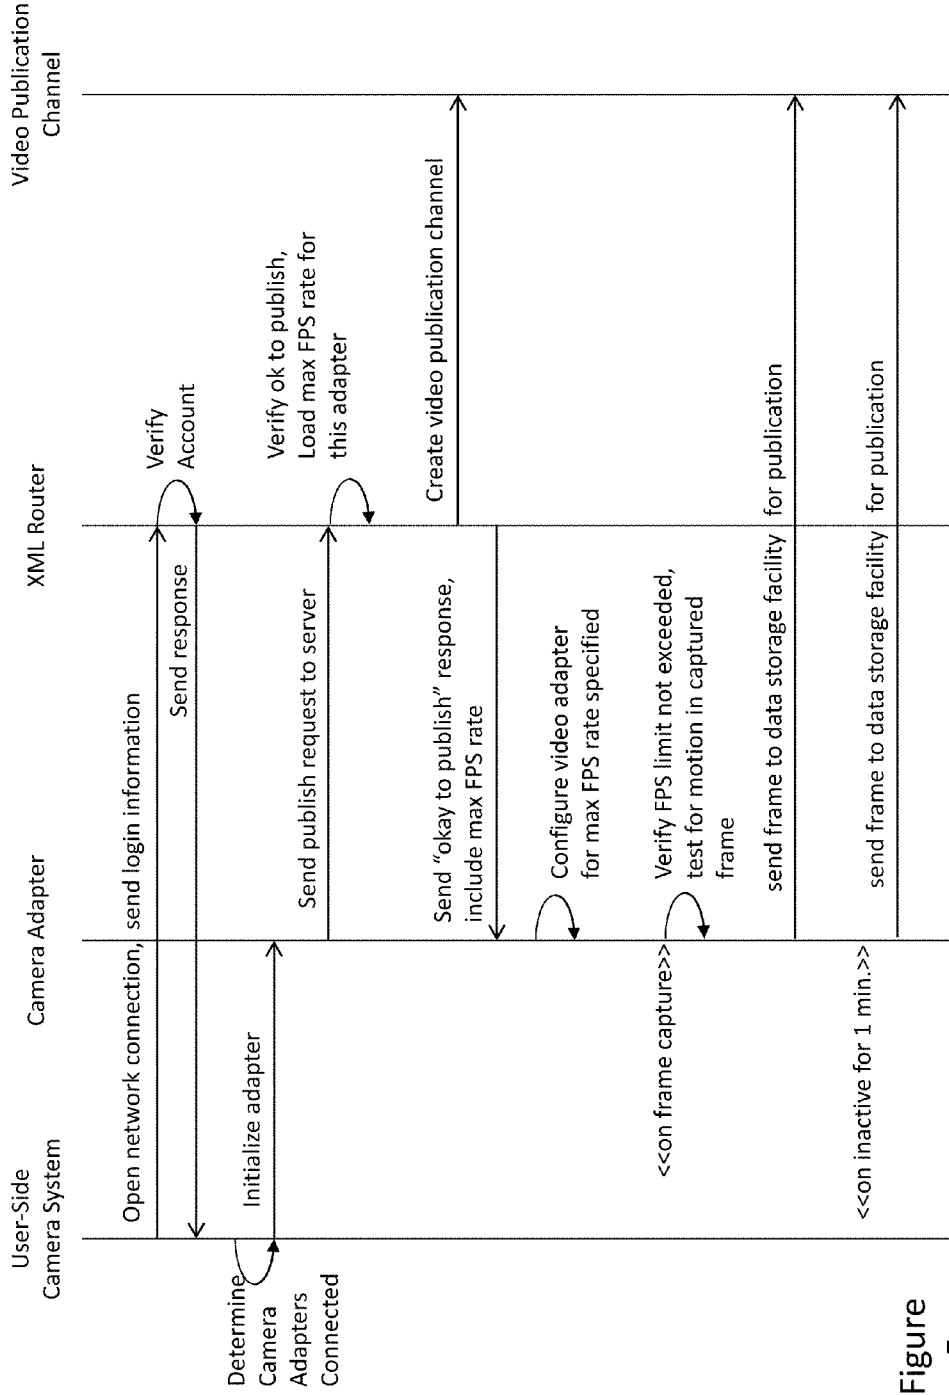 User-Side
Camera System
Camera Adapter
XML Router
Video Publication
Channel
Open network connection, send login information
Verify
Account
Send response
Determine
Camera
Adapters
Connected
Initialize adapter
Send publish request to server
Verify ok to publish,
Load max FPS rate for
this adapter
Create video publication channel
Send “okay to publish” response,
include max FPS rate
Configure video adapter
for max FPS rate specified
<<on frame capture>>
Verify FPS limit not exceeded,
test for motion in captured
frame
send frame to data storage facility for publication
<<on inactive for 1 min.>>
send frame to data storage facility for publication
Figure